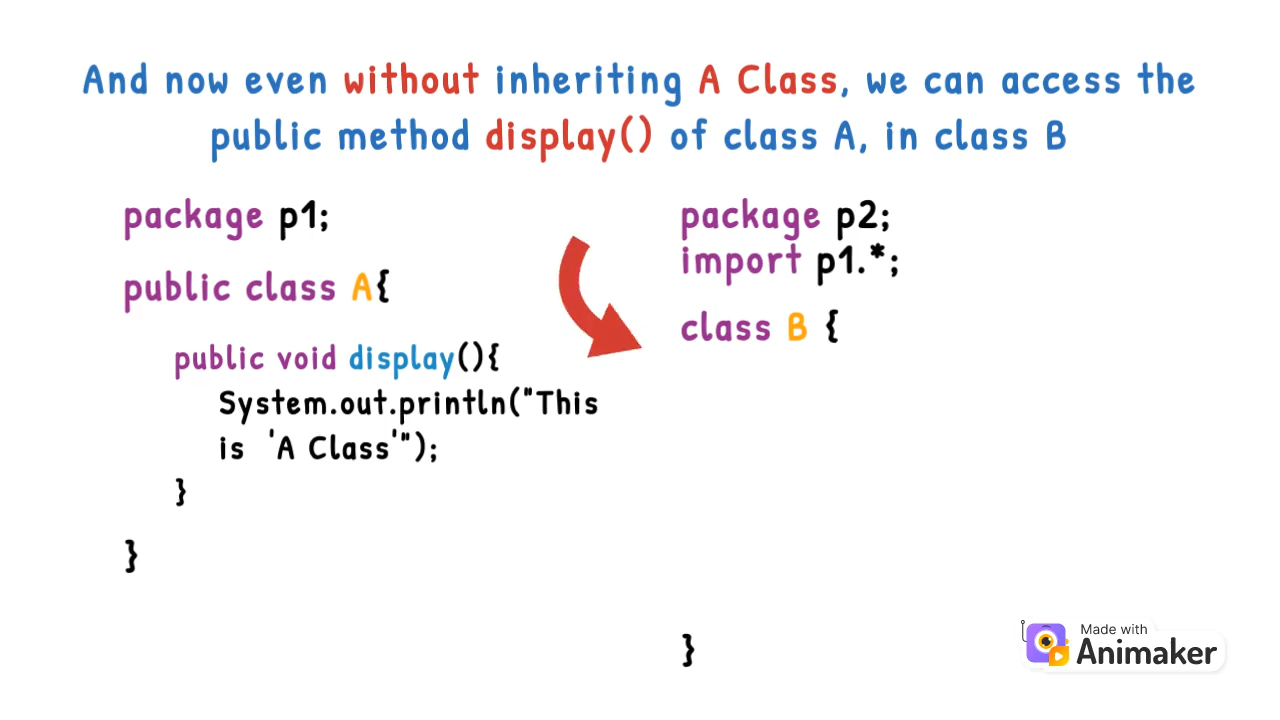 And now even without inheriting A Class, we can access the
public method display() of class A, in class B
package p1;
public class A{
public void display(){
System.out.println("This
is 'A Class'");
}
}
package p2;
import p1.*;
class B {
}
Made with
Animaker